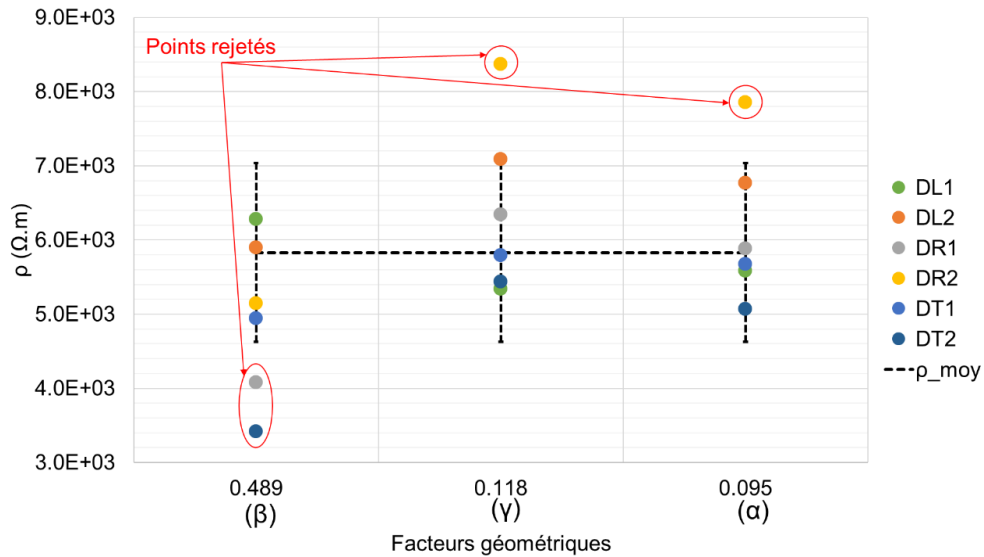 9.0E+03
Points rejetés
8.0E+03
7.0E+03
6.0E+03
5.0E+03
4.0E+03
3.0E+03
ρ (Ω.m)
0.489 0.118 0.095
(β) (γ) (α)
Facteurs géométriques
DL1
DL2
DR1
DR2
DT1
DT2
ρ_moy